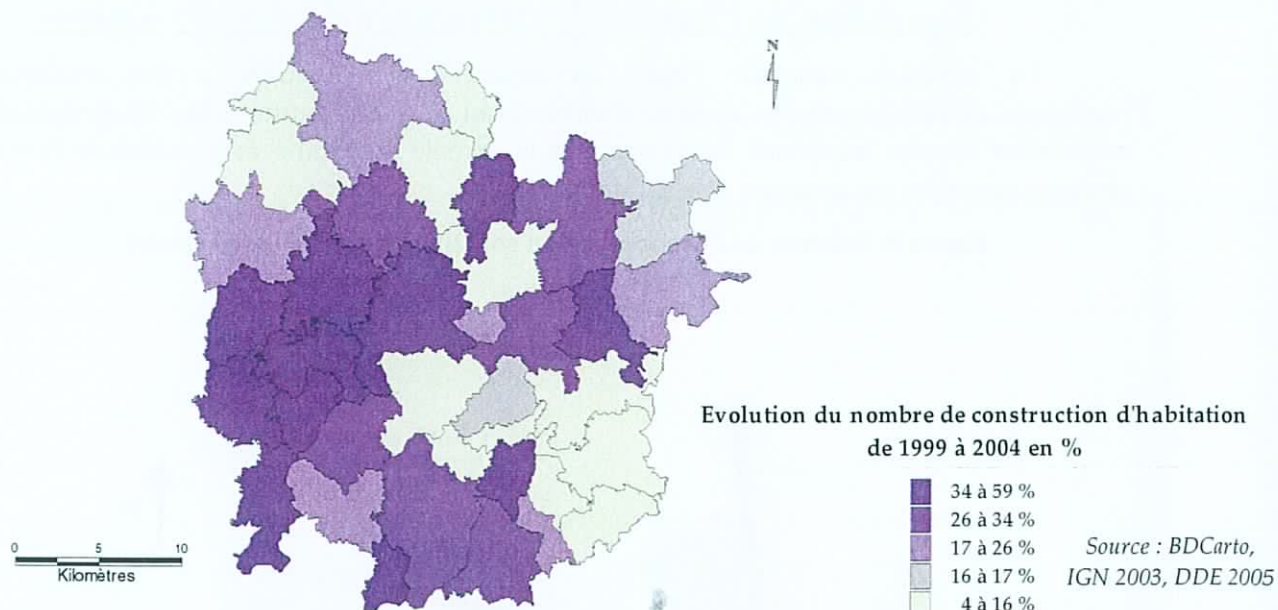 N
Evolution du nombre de construction d'habitation
de 1999 à 2004 en %
34 à 59 %
26 à 34 %
17 à 26 %
16 à 17 %
4 à 16 %
Source : BDCarto,
IGN 2003, DDE 2005
0 5 10
Kilomètres